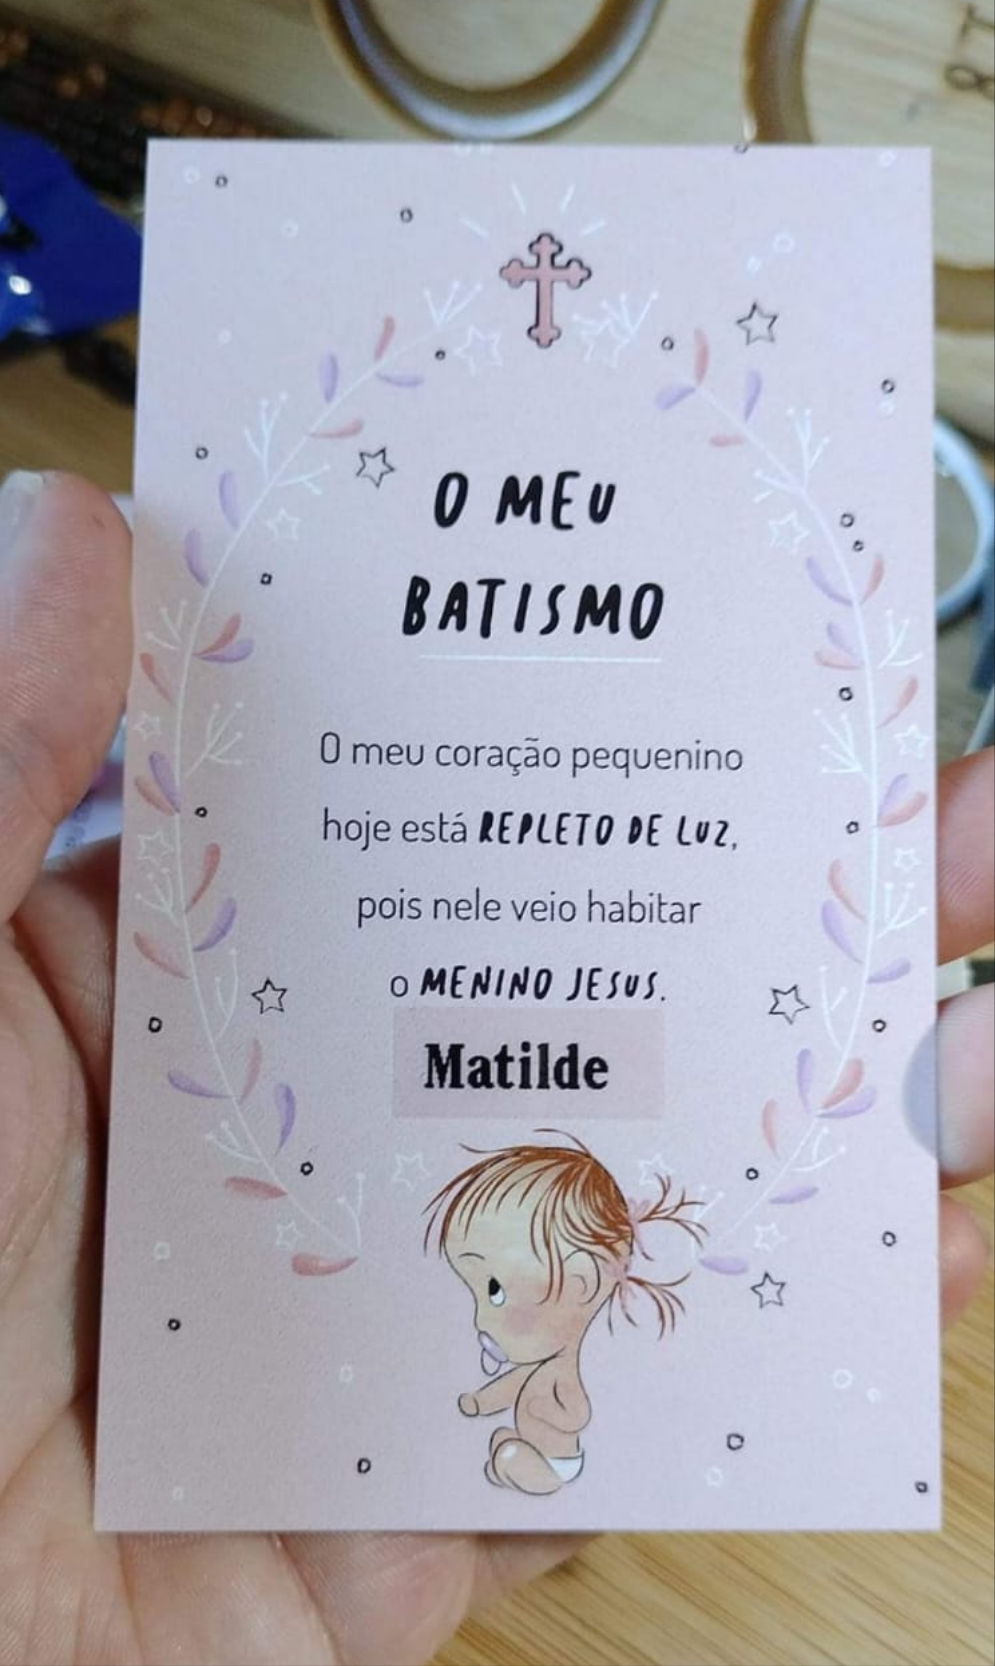 O MEU
BATISMO
O meu coração pequenino
hoje está REPLETO DE LUZ,
pois nele veio habitar
o MENINO JESUS.
Matilde